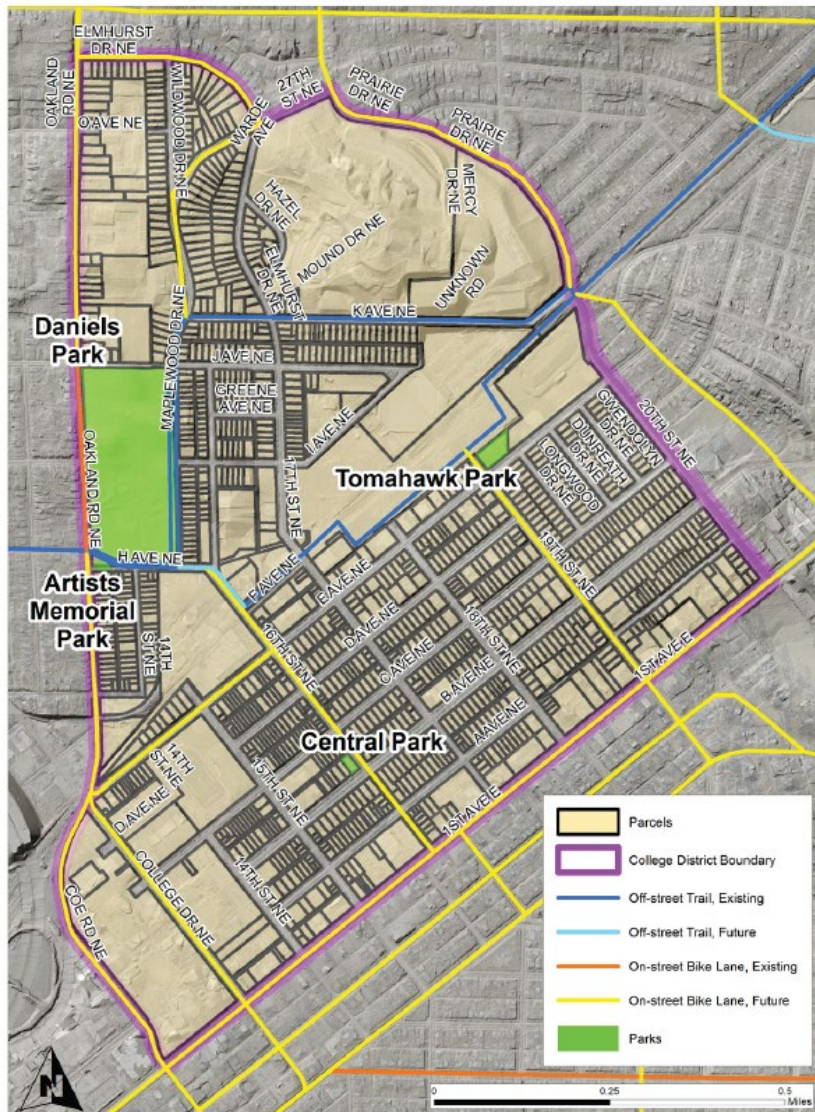 ELMHURST
DR NE
OAKLAND
RD NE
O AVE NE
WILDWOOD DR NE
WARDE
AVE
27TH
ST NE
PRAIRIE
DR NE
PRAIRIE
DR NE
MERCY
DR NE
HAZEL
DR NE
MOUND DR NE
ELMHURST
DR NE
UNKNOWN
RD
K AVE NE
Daniels
Park
MAPLEWOOD DR NE
J AVE NE
GREENE
AVE NE
I AVE NE
17TH ST NE
OAKLAND RD NE
GWENDOLYN
DR NE
DUNREATH
DR NE
LONGWOOD
DR NE
20TH ST NE
Tomahawk Park
19TH ST NE
H AVE NE
F AVE NE
Artists
Memorial
Park
14TH
ST NE
E AVE NE
D AVE NE
C AVE NE
B AVE NE
A AVE NE
18TH ST NE
16TH ST NE
1ST AVE E
Central Park
14TH
ST NE
15TH ST NE
D AVE NE
14TH ST NE
1ST AVE E
COLLEGE DR NE
COE RD NE
Parcels
College District Boundary
Off-street Trail, Existing
Off-street Trail, Future
On-street Bike Lane, Existing
On-street Bike Lane, Future
Parks
N
0 0.25 0.5
Miles